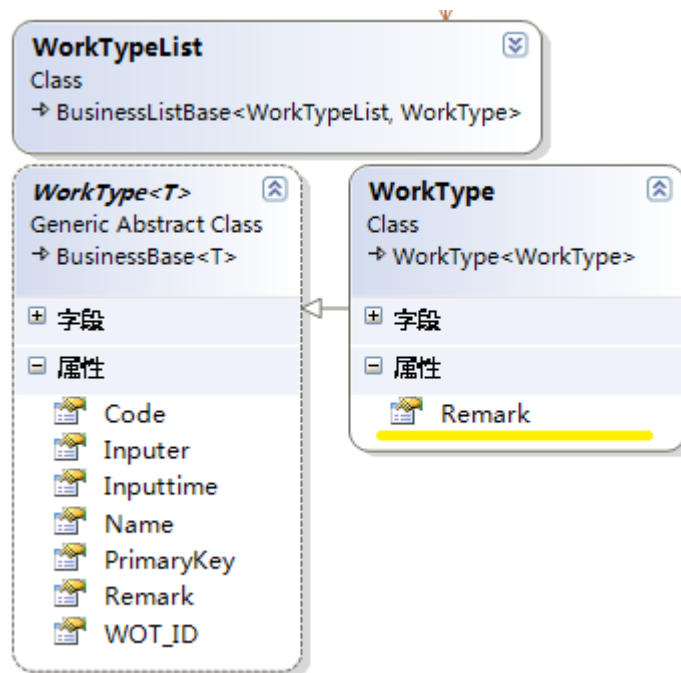 WorkTypeList
Class
BusinessListBase<WorkTypeList, WorkType>
WorkType<T>
Generic Abstract Class
BusinessBase<T>
字段
属性
Code
Inputer
Inputtime
Name
PrimaryKey
Remark
WOT_ID
WorkType
Class
WorkType<WorkType>
字段
属性
Remark